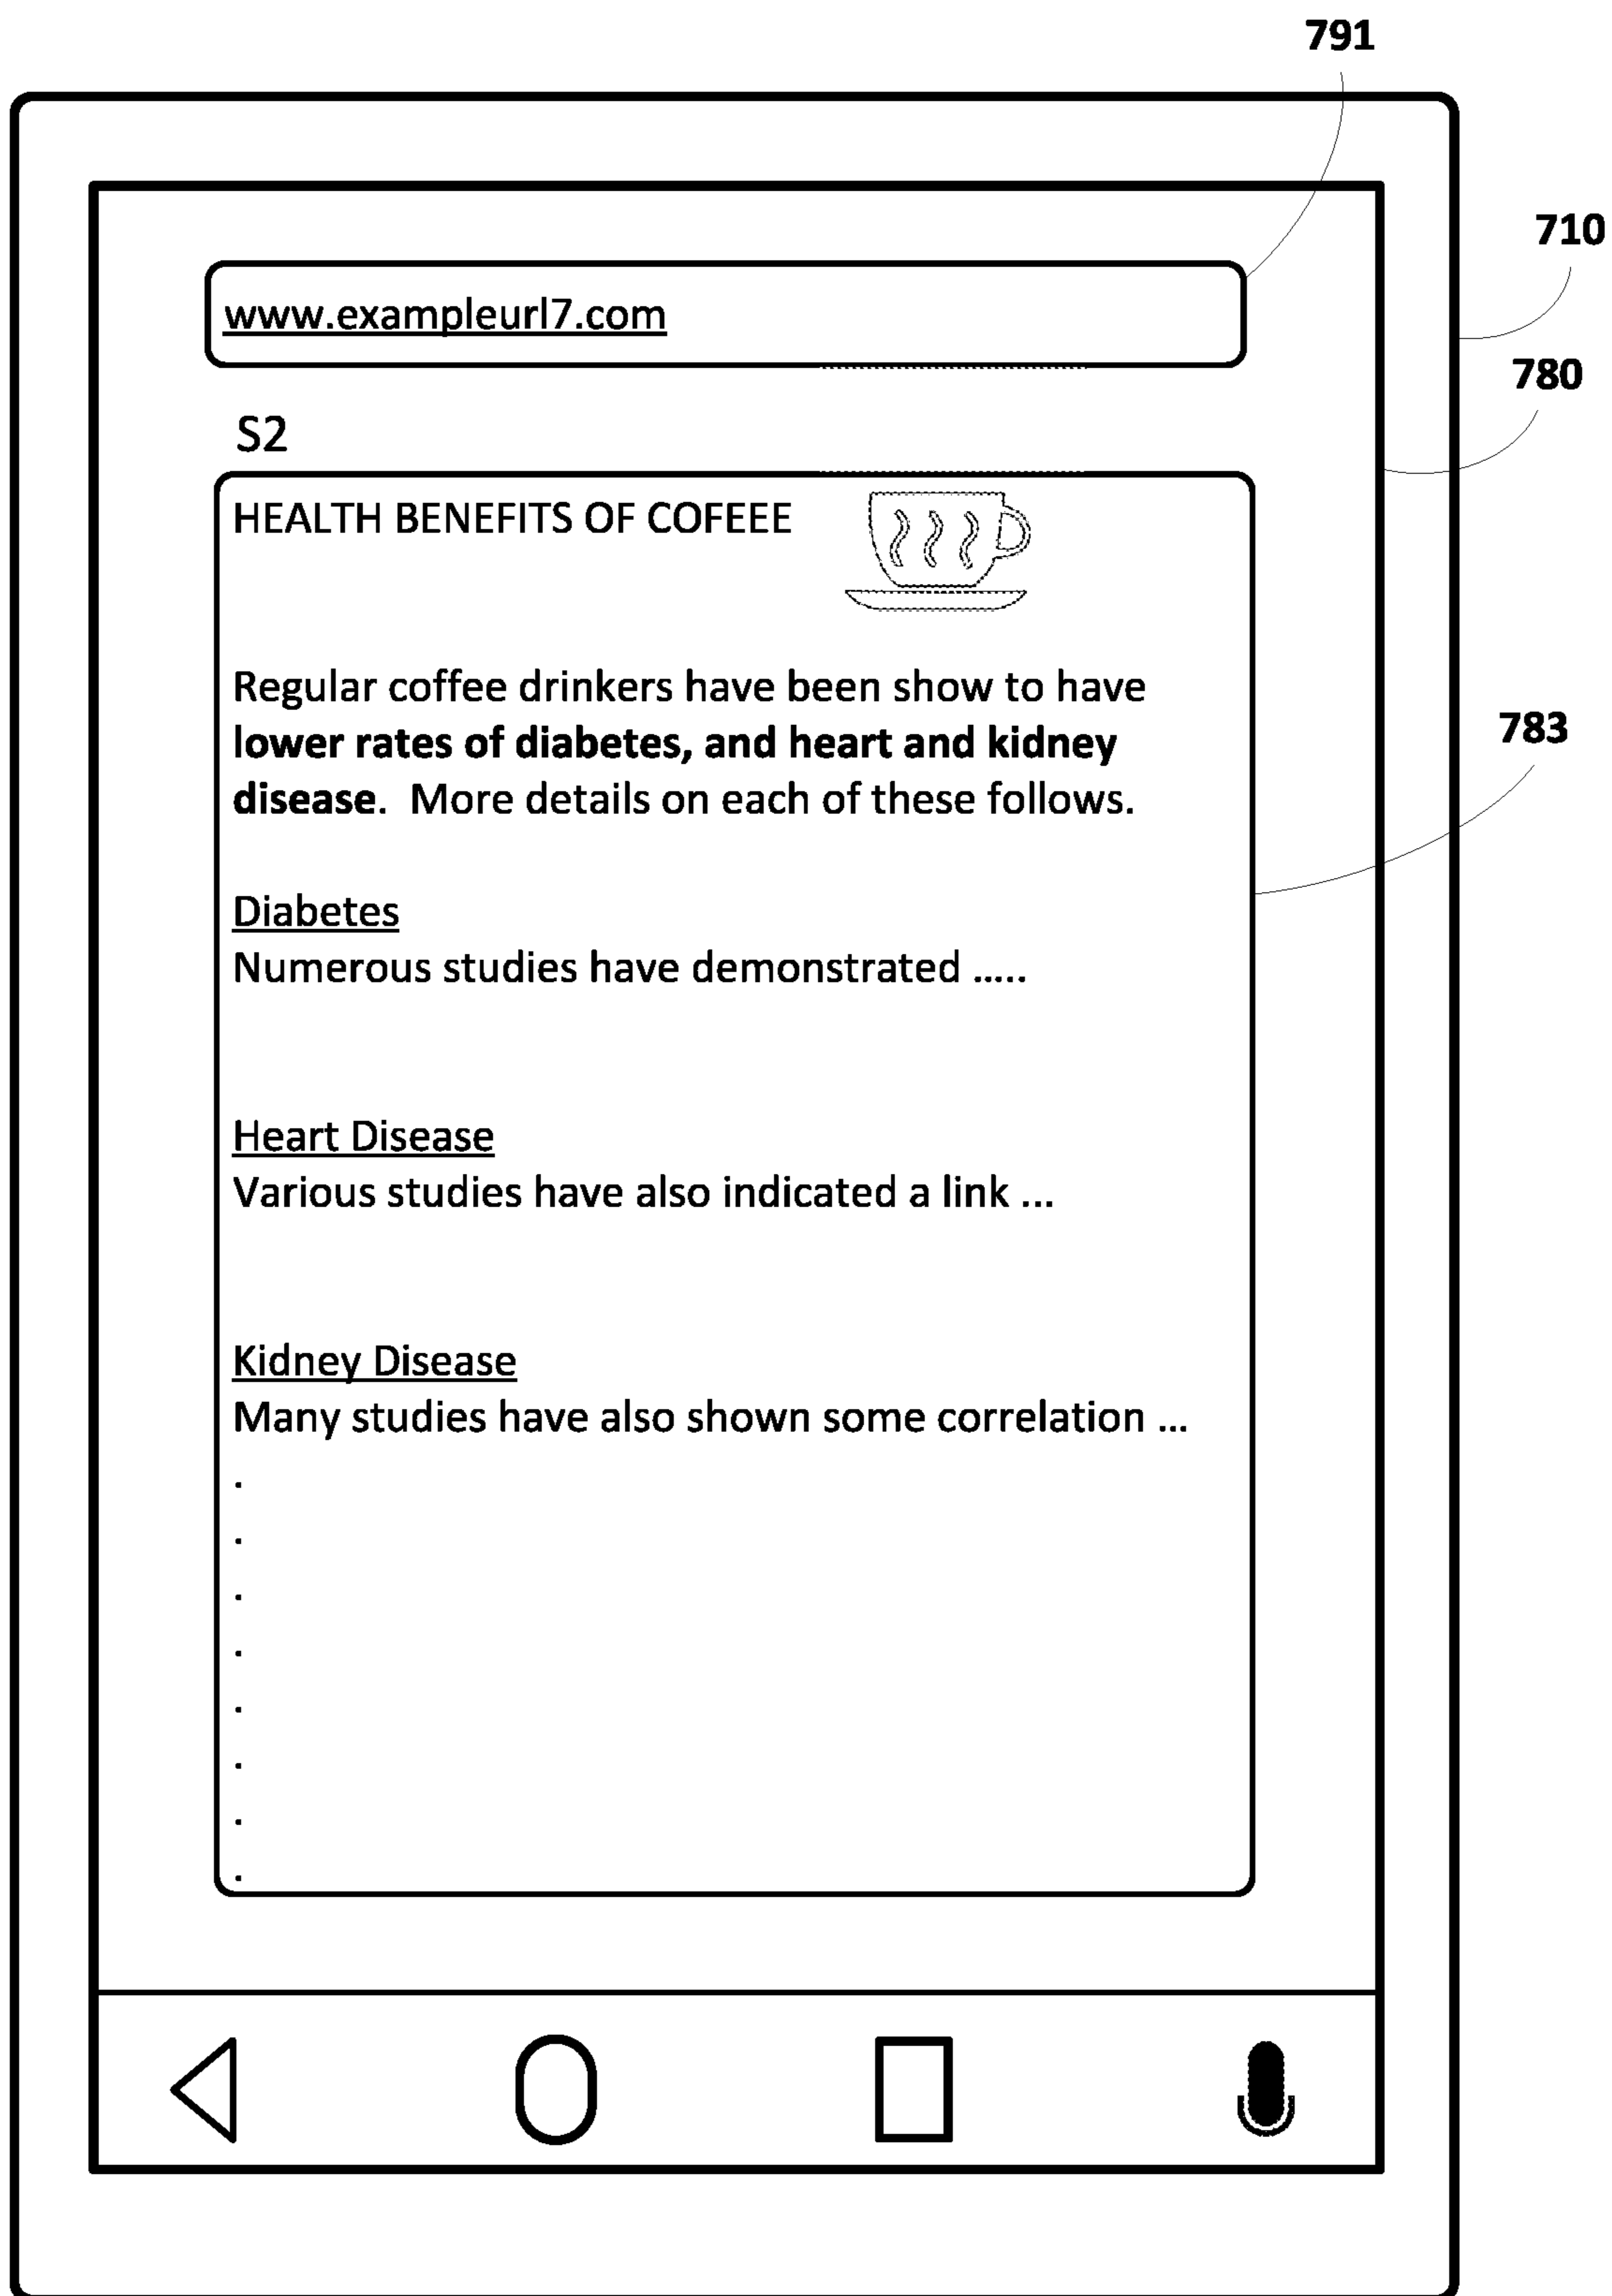 791
710
www.exampleurl7.com
780
S2
HEALTH BENEFITS OF COFEEE
Regular coffee drinkers have been show to have
lower rates of diabetes, and heart and kidney
783
disease.  More details on each of these follows.
Diabetes
Numerous studies have demonstrated .....
Heart Disease
Various studies have also indicated a link ...
Kidney Disease
Many studies have also shown some correlation ...
.
.
.
.
.
.
.
.